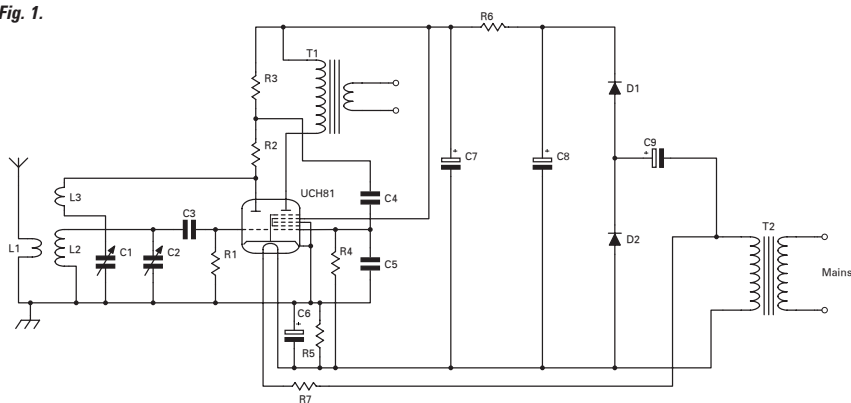 Fig. 1.
R6
T1
R3
D1
R2
C9
C7
C8
UCH81
L3
C4
C3
T2
L1
L2
C1
C2
R1
R4
D2
C5
Mains
C6
R5
R7